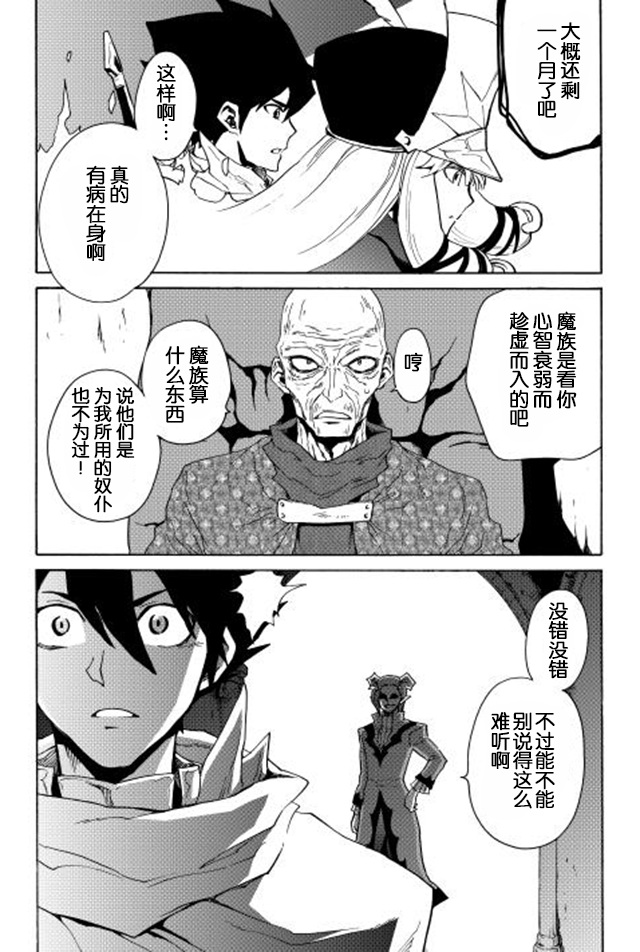 大概还剩
一个月了吧
这样啊…
真的
有病在身啊
魔族是看你
心智衰弱而
趁虚而入的吧
哼
魔族算
什么东西
说他们是
为我所用的奴仆
也不为过！
没错没错
不过能不能
别说得这么
难听啊